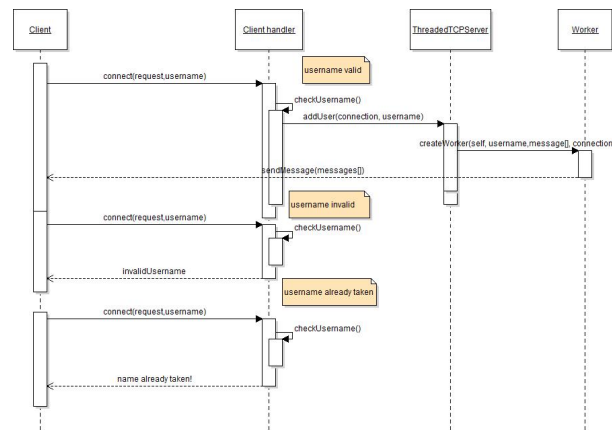 Client
Client handler
ThreadedTCPServer
Worker
username valid
connect(request,username)
checkUsername()
addUser(connection, username)
createWorker(self, username,message[], connection
sendMessage(messages[])
username invalid
connect(request,username)
checkUsername()
invalidUsername
username already taken
connect(request,username)
checkUsername()
name already taken!